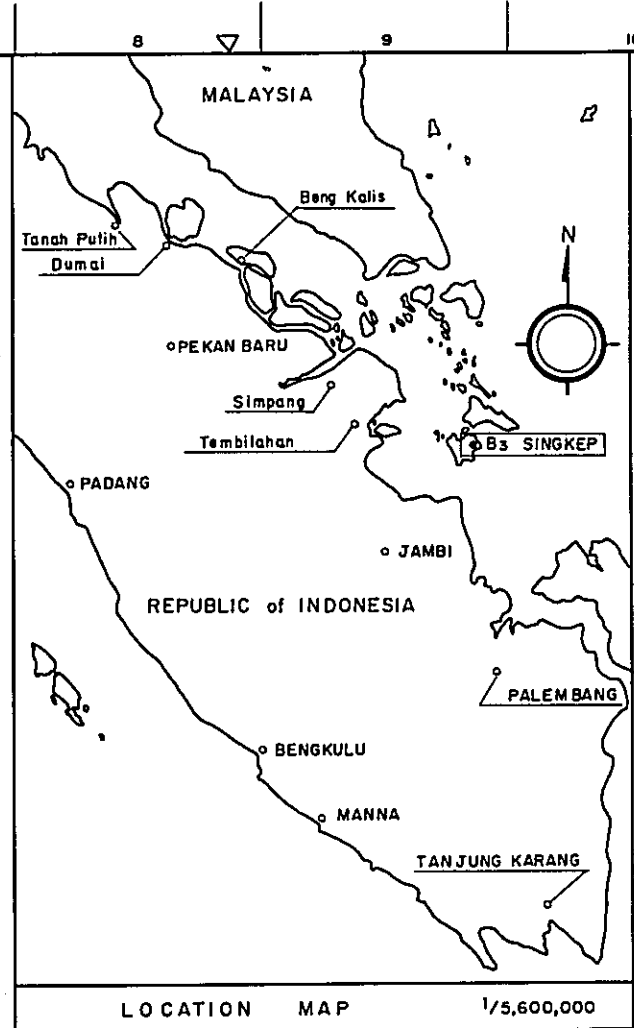 8
9
10
MALAYSIA
Beng Kalis
N
Tanah Putih
Dumai
PEKAN BARU
Simpang
Tembilahan
B3 SINGKEP
PADANG
JAMBI
REPUBLIC of INDONESIA
PALEMBANG
BENGKULU
MANNA
TANJUNG KARANG
LOCATION MAP 1/5,600,000